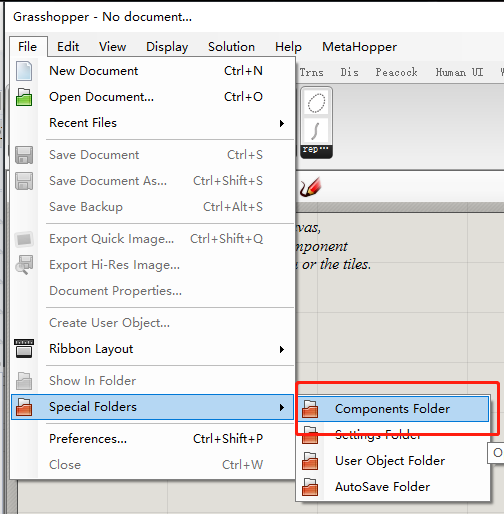 Grasshopper - No document...
File Edit View Display Solution Help MetaHopper
New Document Ctrl+N
Trns Dis Peacock Human UI
Open Document... Ctrl+O
Recent Files
rep...
Save Document Ctrl+S
Save Document As... Ctrl+Shift+S
Save Backup Ctrl+Alt+S
vas,
Export Quick Image... Ctrl+Shift+Q
mponent
Export Hi-Res Image...
or the tiles.
Document Properties...
Create User Object...
Ribbon Layout
Show In Folder
Special Folders
Components Folder
Settings Folder
Preferences... Ctrl+Shift+P
User Object Folder
Close Ctrl+W
AutoSave Folder